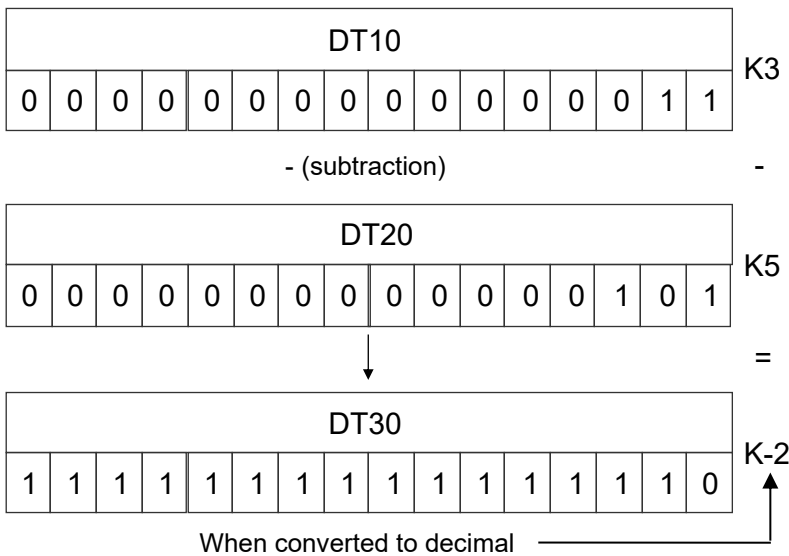 DT10
K3
0 0 0 0 0 0 0 0 0 0 0 0 0 0 1 1
- (subtraction) -
DT20
K5
0 0 0 0 0 0 0 0 0 0 0 0 0 1 0 1
=
DT30
K-2
1 1 1 1 1 1 1 1 1 1 1 1 1 1 1 0
When converted to decimal